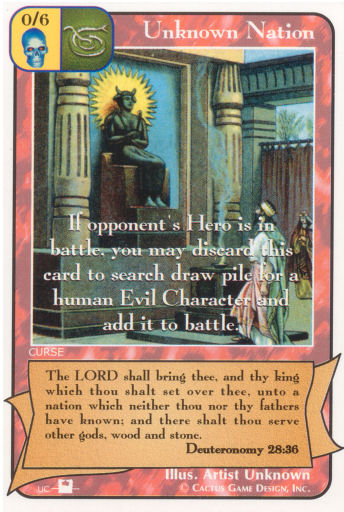 0/6
Unknown Nation
If opponent's Hero is in
battle, you may discard this
card to search draw pile for a
human Evil Character and
add it to battle.
CURSE
The LORD shall bring thee, and thy king
which thou shalt set over thee, unto a
nation which neither thou nor thy fathers
have known; and there shalt thou serve
other gods, wood and stone.
Deuteronomy 28:36
Illus. Artist Unknown
UC
© Cactus Game Design, Inc.